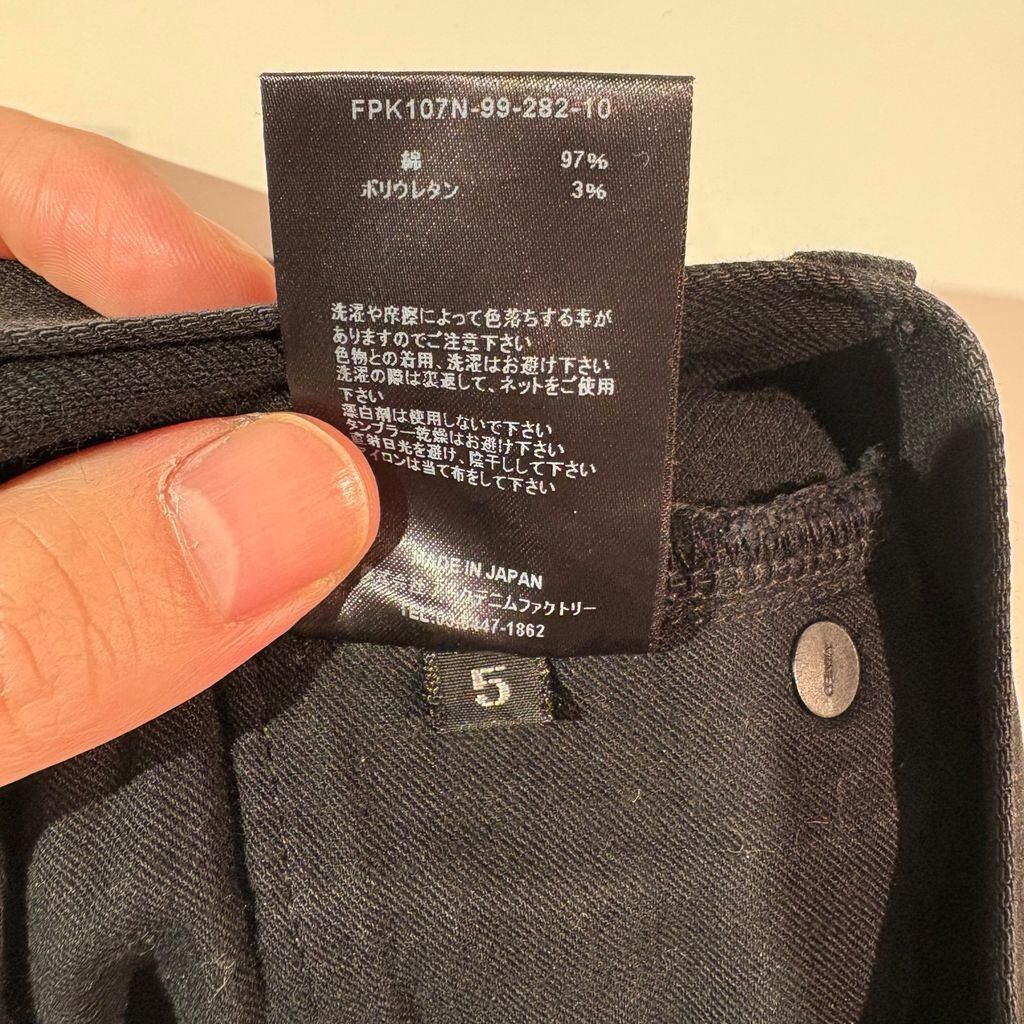 FPK107N-99-282-10
綿 97%
ポリウレタン 3%
洗濯や摩擦によって色落ちする事が
ありますのでご注意下さい
色物との着用、洗濯はお避け下さい
洗濯の際は裏返して、ネットをご使用
下さい
漂白剤は使用しないで下さい
タンブラー乾燥はお避け下さい
直射日光を避け、陰干しして下さい
アイロンは当て布をして下さい
IN JAPAN
デニムファクトリー
47-1862
5